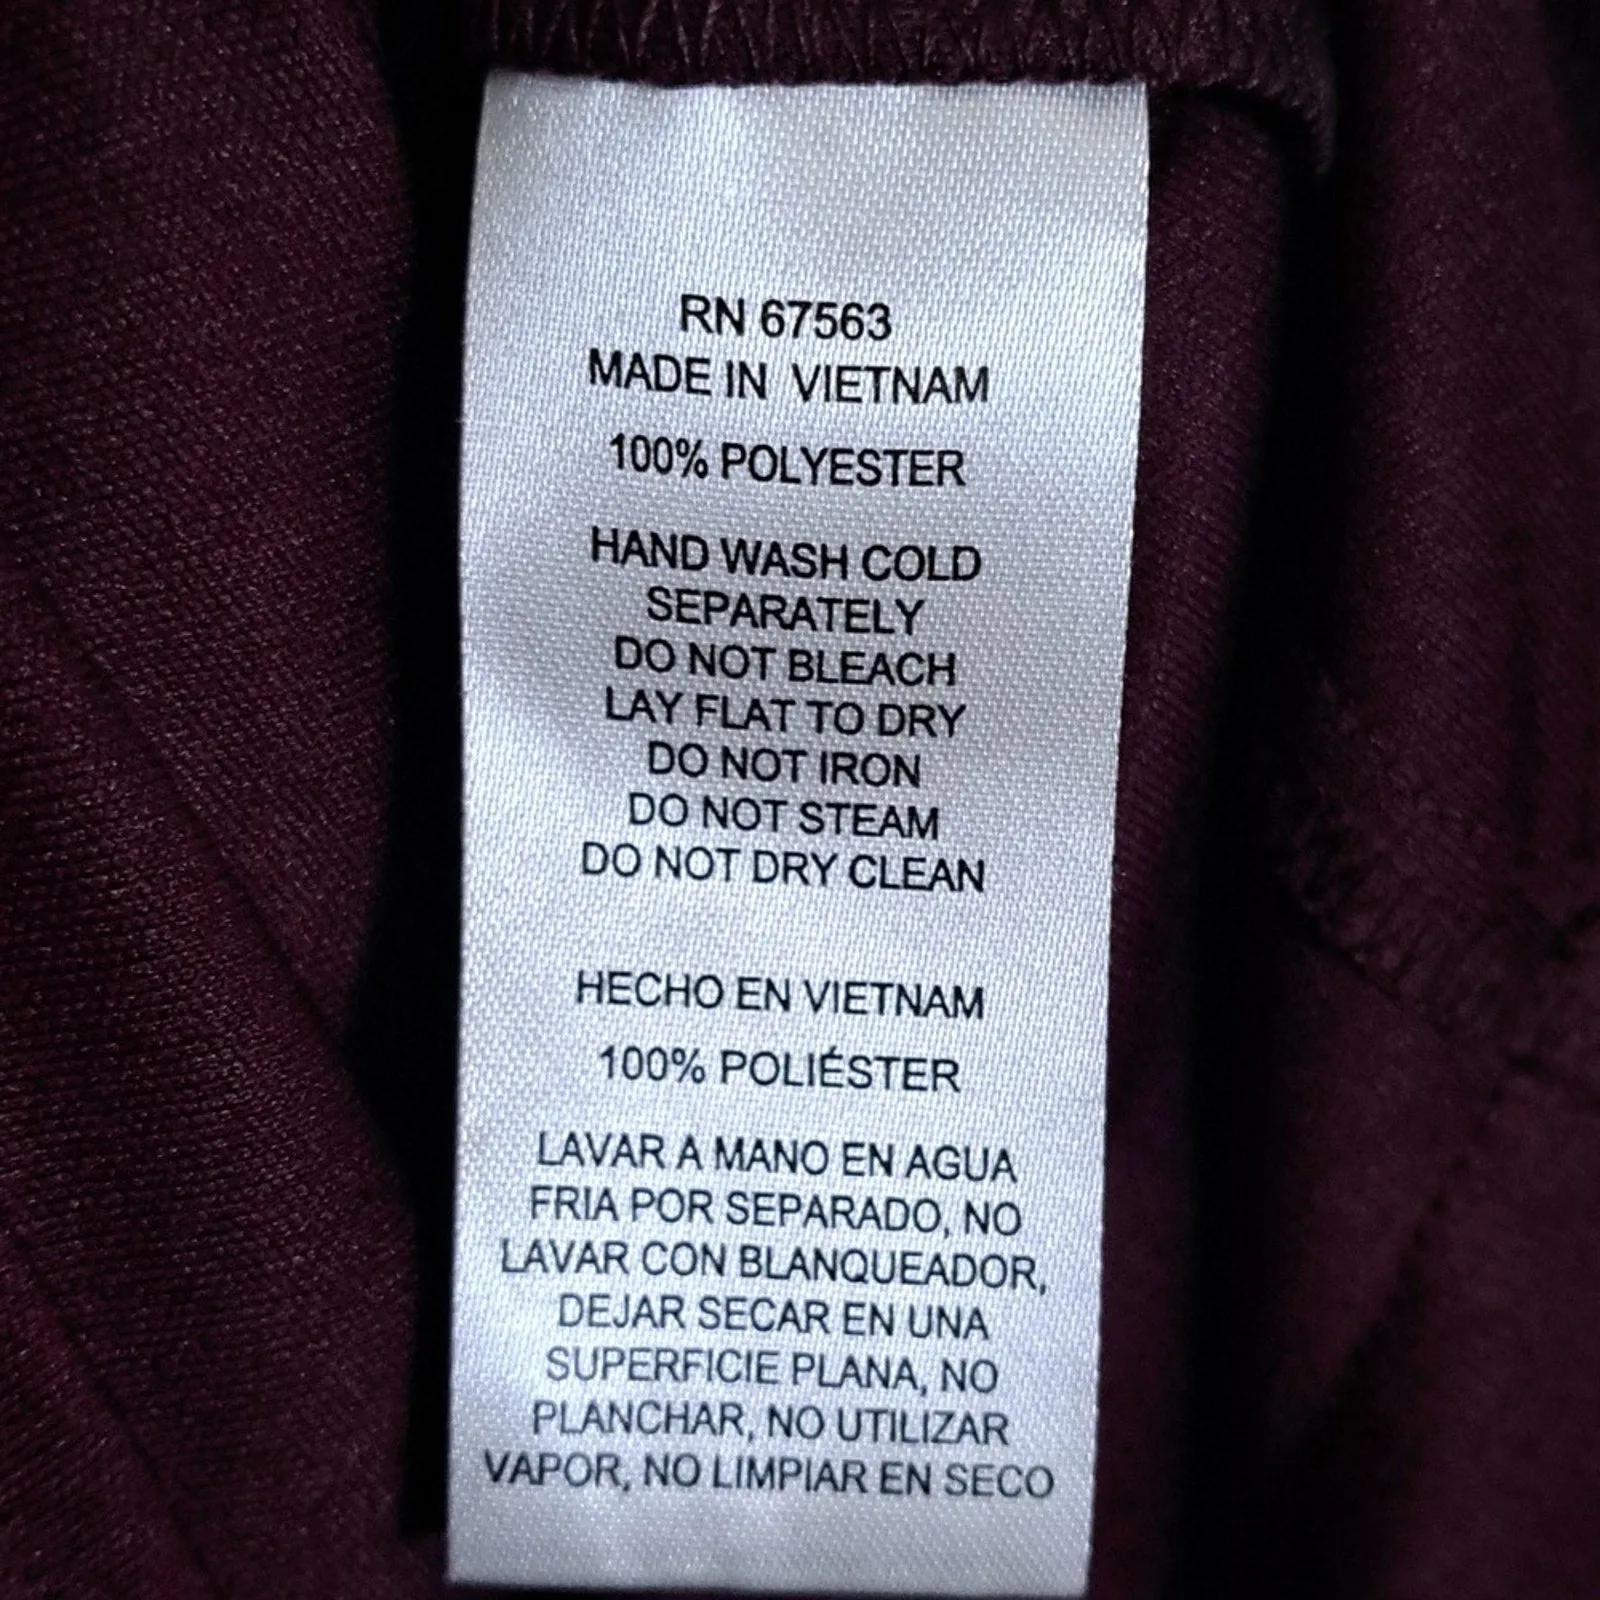 RN 67563
MADE IN VIETNAM
100% POLYESTER
HAND WASH COLD
SEPARATELY
DO NOT BLEACH
LAY FLAT TO DRY
DO NOT IRON
DO NOT STEAM
DO NOT DRY CLEAN
HECHO EN VIETNAM
100% POLIÉSTER
LAVAR A MANO EN AGUA
FRIA POR SEPARADO, NO
LAVAR CON BLANQUEADOR,
DEJAR SECAR EN UNA
SUPERFICIE PLANA, NO
PLANCHAR, NO UTILIZAR
VAPOR, NO LIMPIAR EN SECO